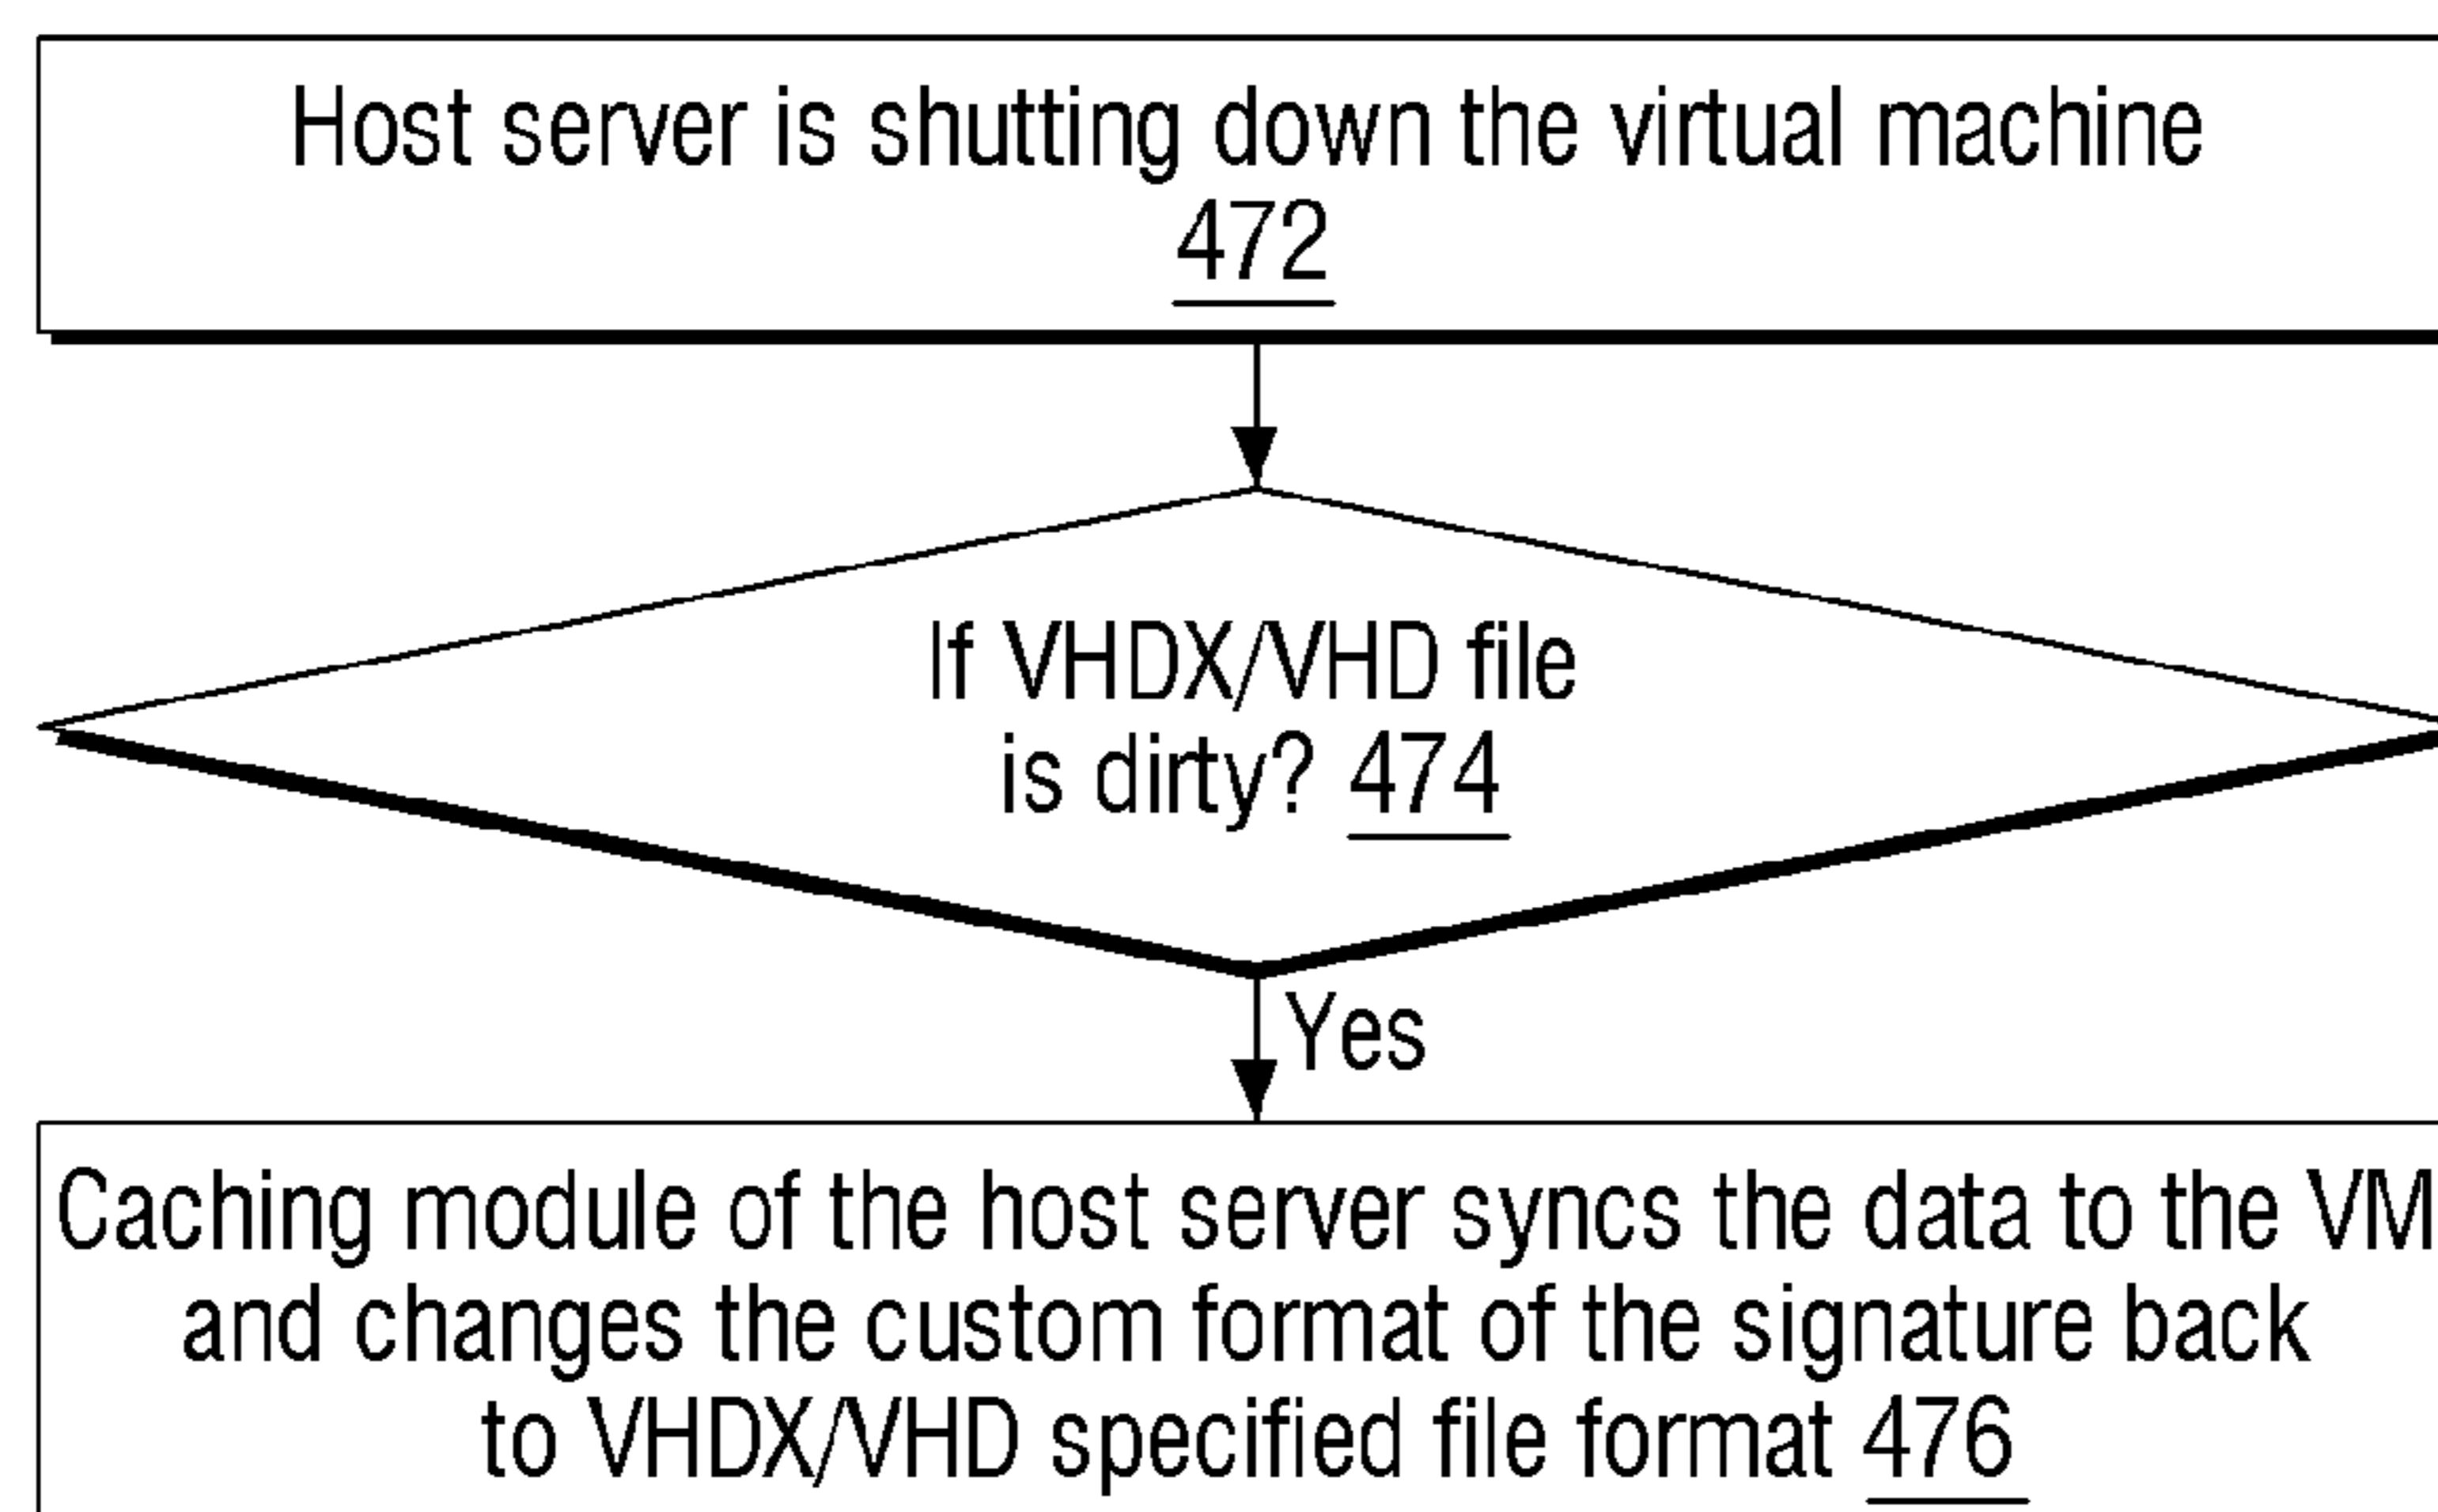 Host server is shutting down the virtual machine
472
If VHDX/VHD file
is dirty? 474
Yes
Caching module of the host server syncs the data to the VM
and changes the custom format of the signature back
to VHDX/VHD specified file format 476